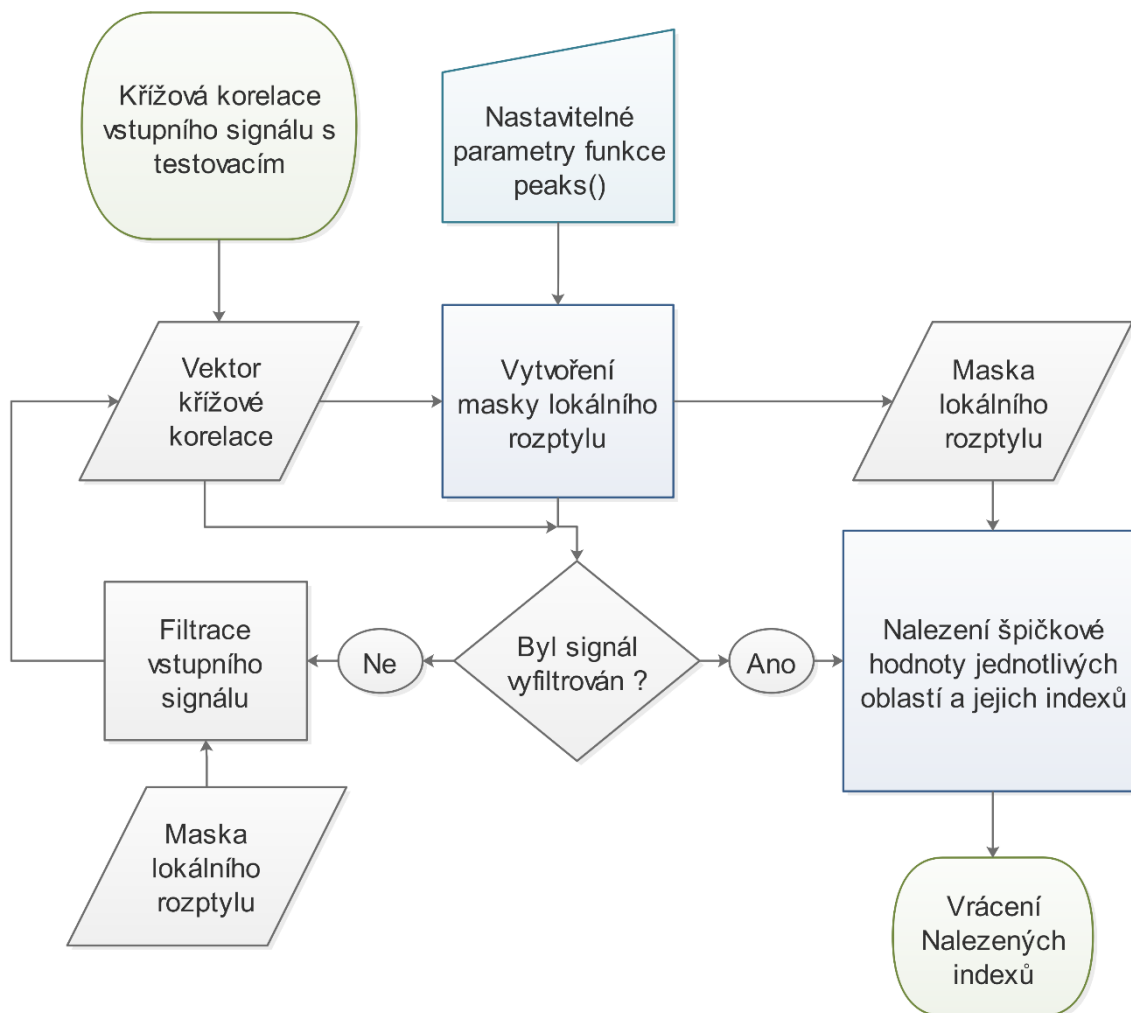 Křížová korelace
vstupního signálu s
testovacím
Nastavitelné
parametry funkce
peaks()
Vektor
křížové
korelace
Vytvoření
masky lokálního
rozptylu
Maska
lokálního
rozptylu
Filtrace
vstupního
signálu
Ne
Byl signál
vyfiltrován ?
Ano
Nalezení špičkové
hodnoty jednotlivých
oblastí a jejich indexů
Maska
lokálního
rozptylu
Vrácení
Nalezených
indexů